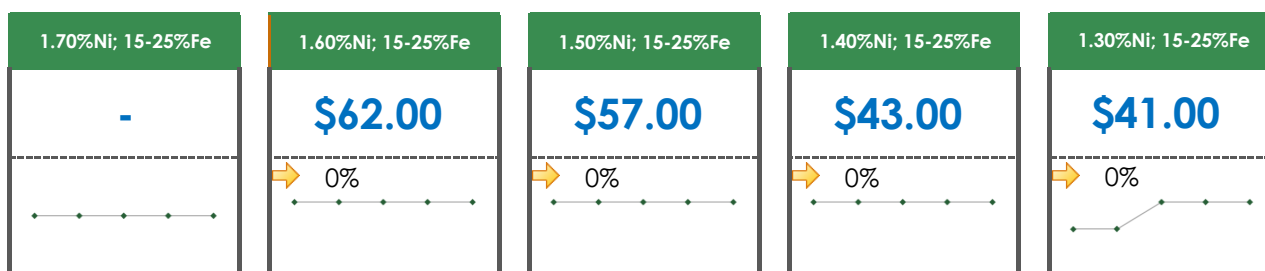 1.70%Ni; 15-25%Fe
-
1.60%Ni; 15-25%Fe
$62.00
0%
1.50%Ni; 15-25%Fe
$57.00
0%
1.40%Ni; 15-25%Fe
$43.00
0%
1.30%Ni; 15-25%Fe
$41.00
0%